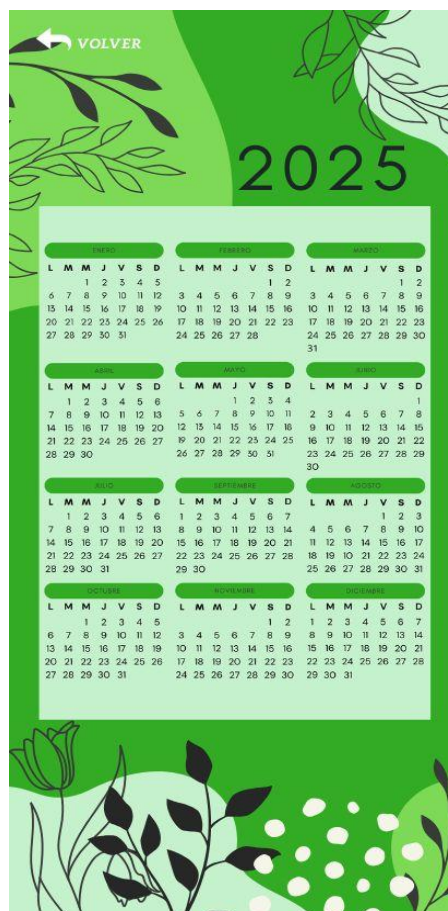 VOLVER
2025
ENERO
L M M J V S D
1 2 3 4 5
6 7 8 9 10 11 12
13 14 15 16 17 18 19
20 21 22 23 24 25 26
27 28 29 30 31
FEBRERO
L M M J V S D
1 2
3 4 5 6 7 8 9
10 11 12 13 14 15 16
17 18 19 20 21 22 23
24 25 26 27 28
MARZO
L M M J V S D
1 2
3 4 5 6 7 8 9
10 11 12 13 14 15 16
17 18 19 20 21 22 23
24 25 26 27 28 29 30
31
ABRIL
L M M J V S D
1 2 3 4 5 6
7 8 9 10 11 12 13
14 15 16 17 18 19 20
21 22 23 24 25 26 27
28 29 30
MAYO
L M M J V S D
1 2 3 4
5 6 7 8 9 10 11
12 13 14 15 16 17 18
19 20 21 22 23 24 25
26 27 28 29 30 31
JUNIO
L M M J V S D
1
2 3 4 5 6 7 8
9 10 11 12 13 14 15
16 17 18 19 20 21 22
23 24 25 26 27 28 29
30
JULIO
L M M J V S D
1 2 3 4 5 6
7 8 9 10 11 12 13
14 15 16 17 18 19 20
21 22 23 24 25 26 27
28 29 30 31
SEPTIEMBRE
L M M J V S D
1 2 3 4 5 6 7
8 9 10 11 12 13 14
15 16 17 18 19 20 21
22 23 24 25 26 27 28
29 30
AGOSTO
L M M J V S D
1 2 3
4 5 6 7 8 9 10
11 12 13 14 15 16 17
18 19 20 21 22 23 24
25 26 27 28 29 30 31
OCTUBRE
L M M J V S D
1 2 3 4 5
6 7 8 9 10 11 12
13 14 15 16 17 18 19
20 21 22 23 24 25 26
27 28 29 30 31
NOVIEMBRE
L M M J V S D
1 2
3 4 5 6 7 8 9
10 11 12 13 14 15 16
17 18 19 20 21 22 23
24 25 26 27 28 29 30
DICIEMBRE
L M M J V S D
1 2 3 4 5 6 7
8 9 10 11 12 13 14
15 16 17 18 19 20 21
22 23 24 25 26 27 28
29 30 31